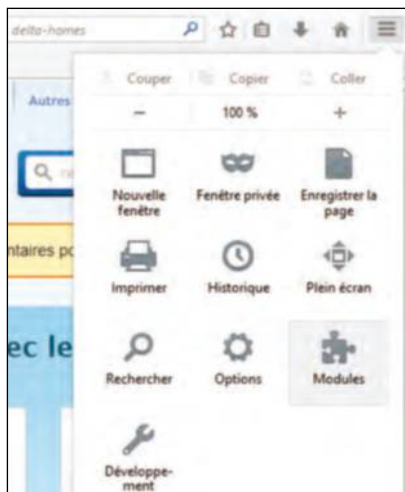 delta-homes
Couper Copier Coller
Autres
− 100 % +
Nouvelle fenêtre
Fenêtre privée
Enregistrer la page
ntaires po
Imprimer
Historique
Plein écran
ec le
Rechercher
Options
Modules
Développe-
ment